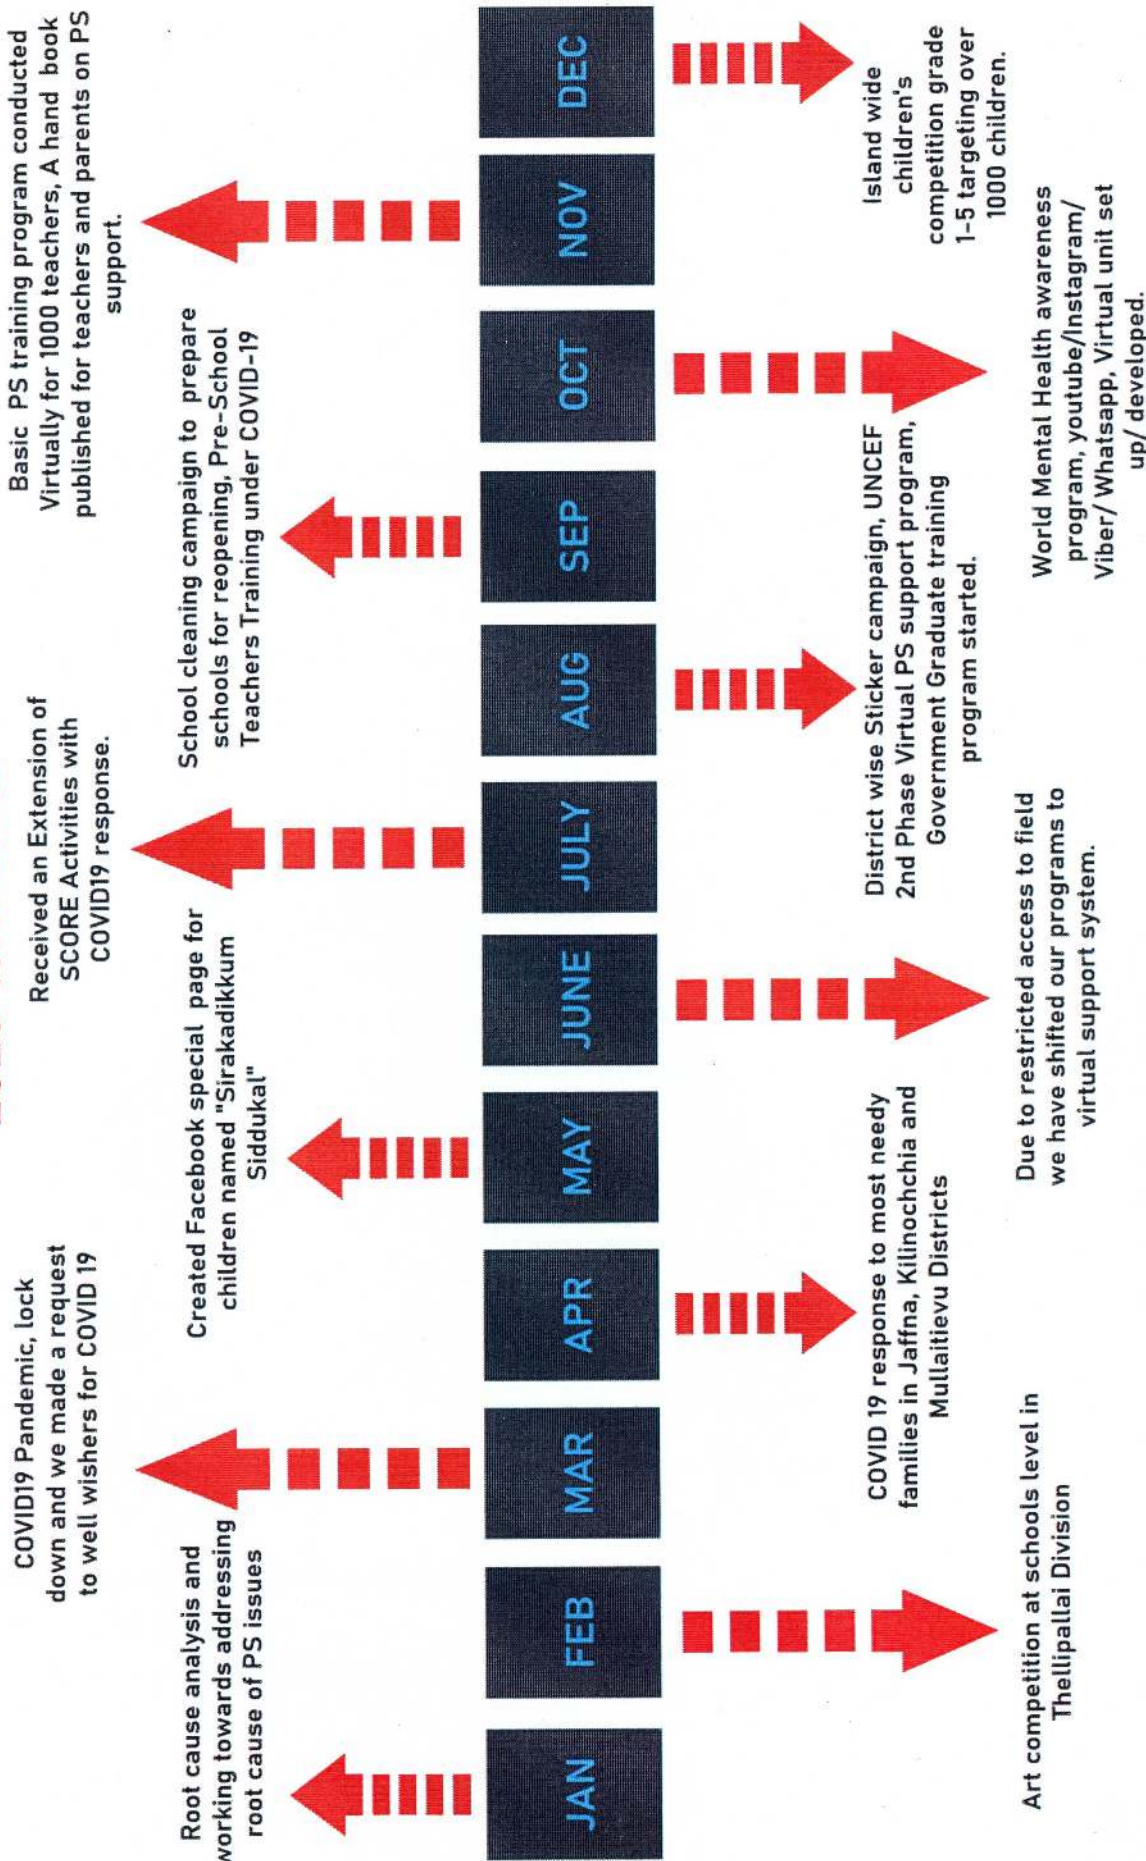 Root cause analysis and
working towards addressing
root cause of PS issues
COVID19 Pandemic, lock
down and we made a request
to well wishers for COVID 19
Created Facebook special page for
children named "Sirakadikkum
Siddukal"
Received an Extension of
SCORE Activities with
COVID19 response.
School cleaning campaign to prepare
schools for reopening, Pre-School
Teachers Training under COVID-19
Basic PS training program conducted
Virtually for 1000 teachers, A hand book
published for teachers and parents on PS
support.
JAN
FEB
MAR
APR
MAY
JUNE
JULY
AUG
SEP
OCT
NOV
DEC
Art competition at schools level in
Thellipallai Division
COVID 19 response to most needy
families in Jaffna, Kilinochchia and
Mullaitievu Districts
Due to restricted access to field
we have shifted our programs to
virtual support system.
District wise Sticker campaign, UNCEF
2nd Phase Virtual PS support program,
Government Graduate training
program started.
World Mental Health awareness
program, youtube/Instagram/
Viber/ Whatsapp, Virtual unit set
up/ developed.
Island wide
children's
competition grade
1-5 targeting over
1000 children.